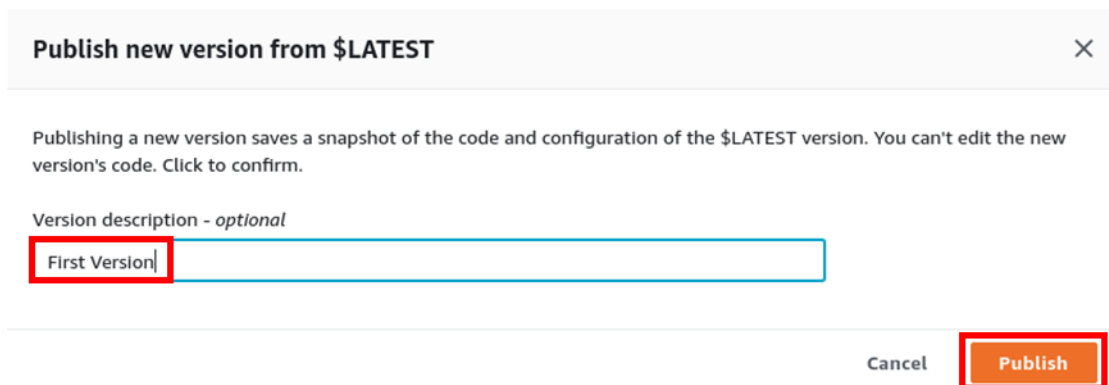 Publish new version from $LATEST
Publishing a new version saves a snapshot of the code and configuration of the $LATEST version. You can't edit the new
version's code. Click to confirm.
Version description - optional
First Version
Cancel
Publish